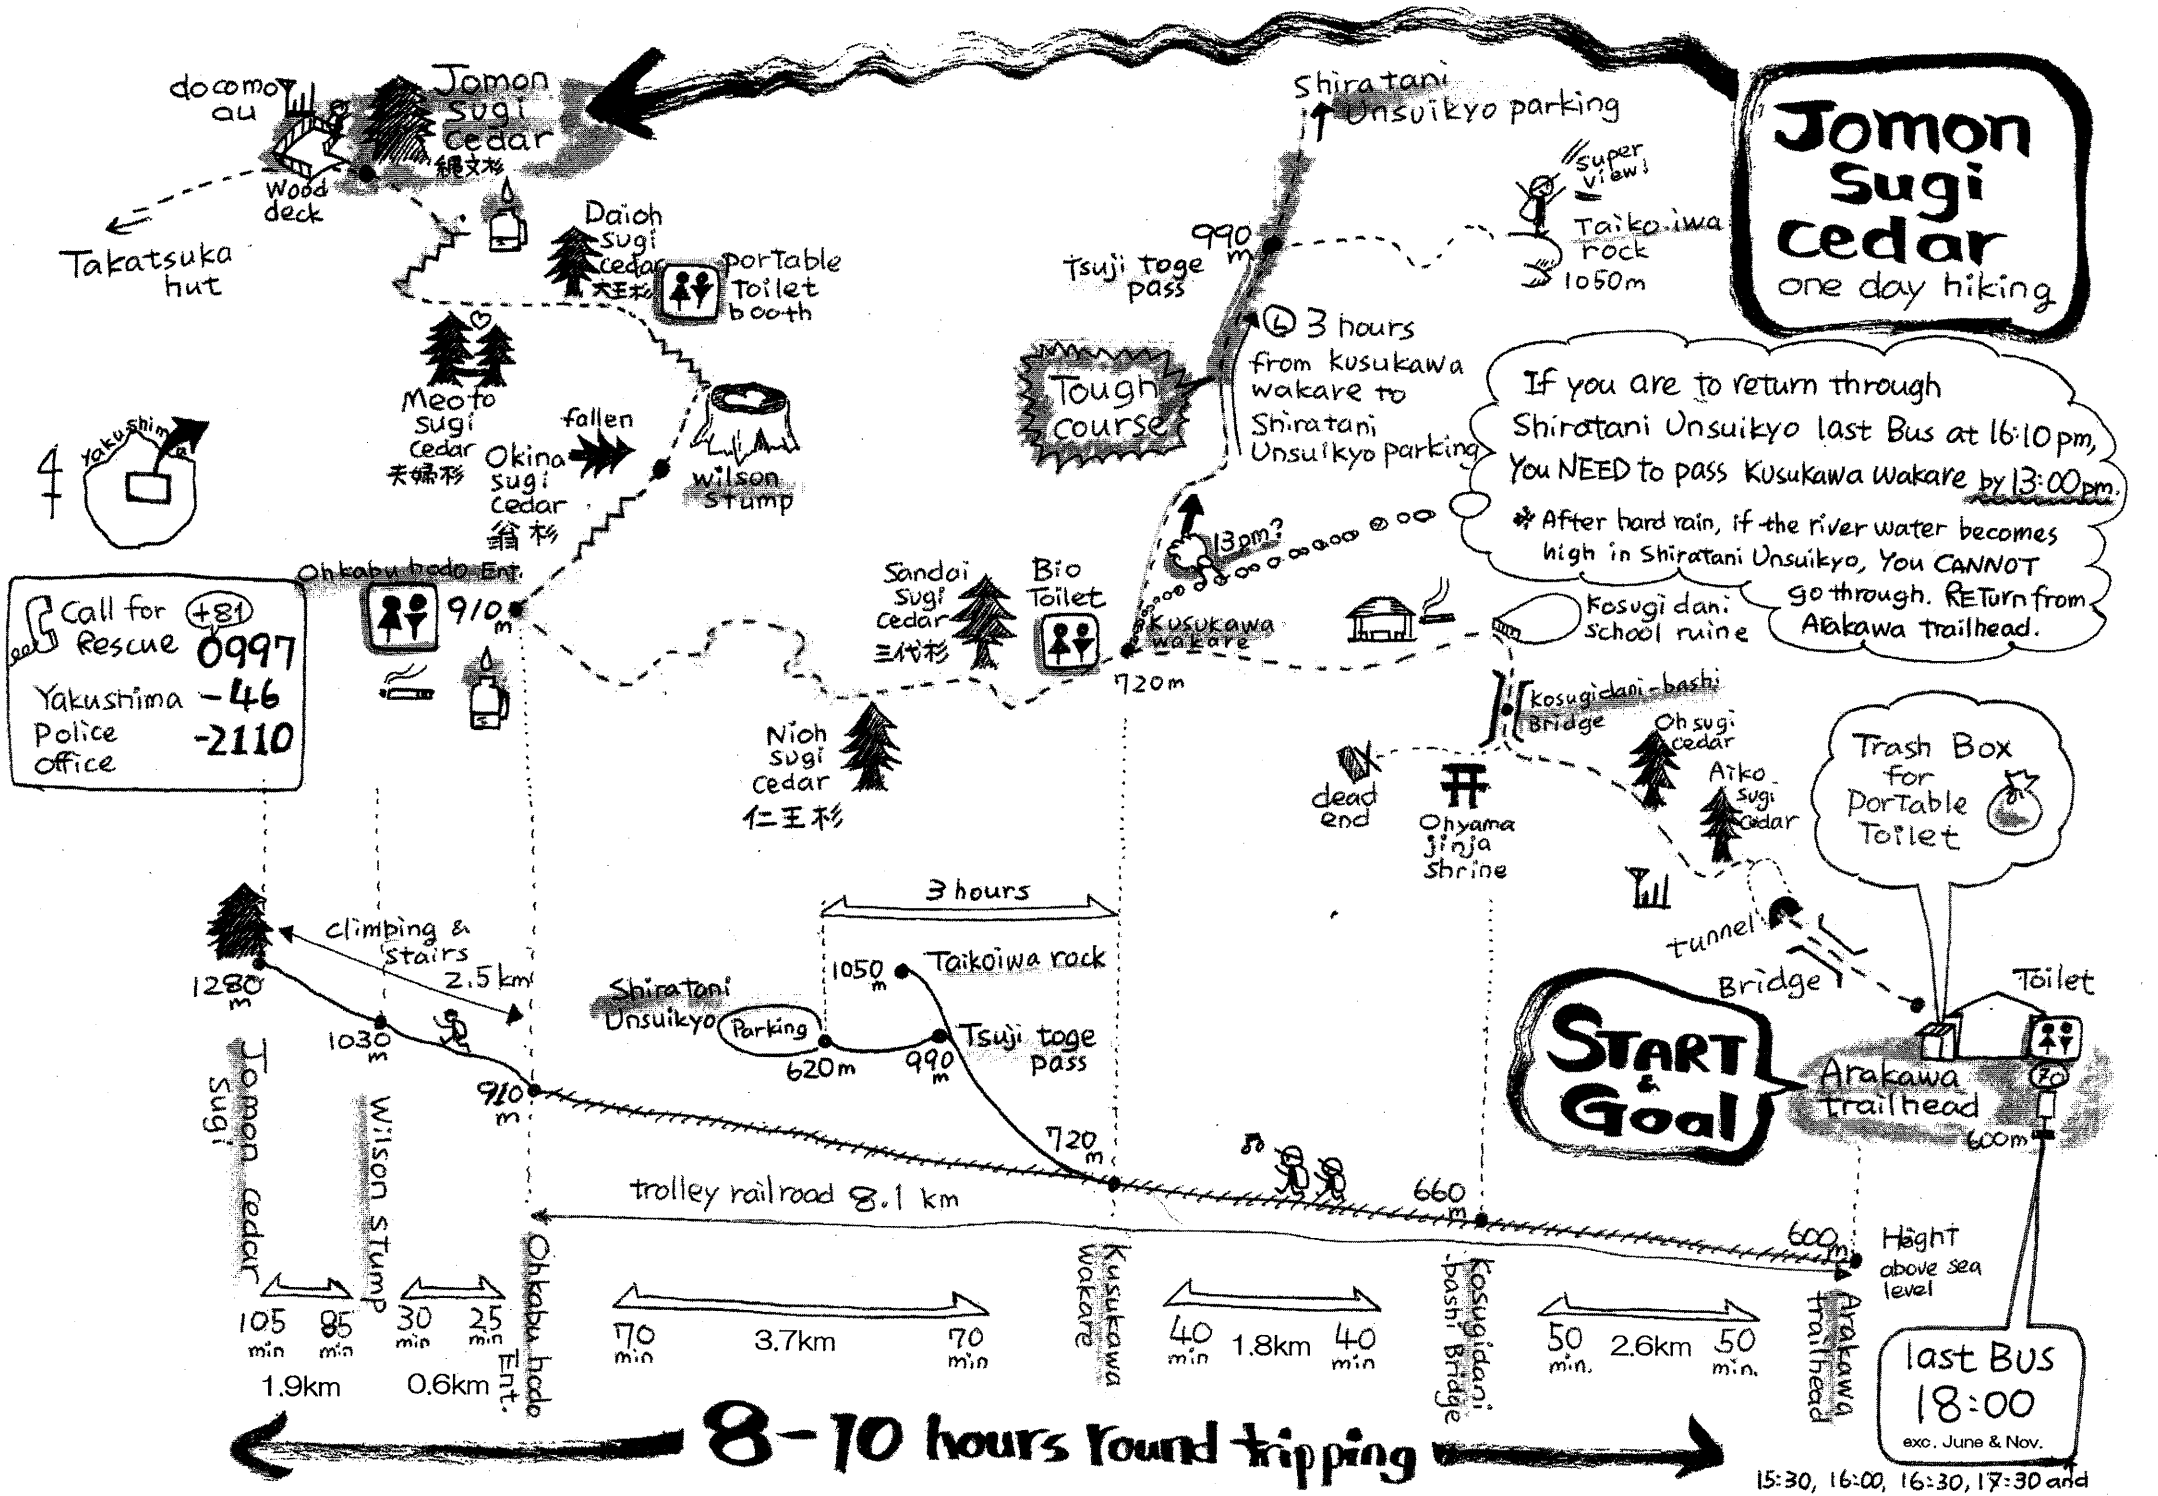 Jomon
Sugi
Cedar
one day hiking
docomo
au
Jomon
Sugi
Cedar
縄文杉
Wood
deck
Takatsuka
hut
Daioh
sugi
cedar
大王杉
Portable
Toilet
booth
Meoto
sugi
cedar
夫婦杉
fallen
Okina
sugi
cedar
翁杉
Wilson
Stump
Yakushima
Shiratani
Unsuikyo parking
Super
view!
Taiko.iwa
rock
1050m
990
m
Tsuji toge
pass
Tough
course
3 hours
from Kusukawa
wakare to
Shiratani
Unsuikyo parking
If you are to return through
Shiratani Unsuikyo last Bus at 16:10 pm,
You NEED to pass Kusukawa wakare by 13:00pm.
※ After hard rain, if the river water becomes
high in Shiratani Unsuikyo, YOU CANNOT
go through. RETurn from
Arakawa trailhead.
13pm?
Call for
Rescue
+81
0997
Yakushima
-46
Police
office
-2110
Ohkabu hodo Ent.
910
m
Sandai
sugi
cedar
三代杉
Bio
Toilet
Kusukawa
wakare
720m
Nioh
sugi
cedar
仁王杉
Kosugi dani
school ruine
Kosugidani-bashi
Bridge
dead
end
Ohyama
jinja
shrine
Oh sugi
cedar
Aiko
sugi
cedar
Trash Box
for
Portable
Toilet
tunnel
Bridge
Toilet
START
&
Goal
Arakawa
trailhead
70
600m
3 hours
1050
m
Taikoiwa rock
Shiratani
Unsuikyo
Parking
620m
990
m
Tsuji toge
pass
climbing &
stairs
2.5 km
1280
m
1030
m
910
m
720
m
660
m
600
m
trolley railroad 8.1 km
Hight
above sea
level
Jomon cedar
Sugi
Wilson stump
Ohkabu hodo
Ent.
Kusukawa
wakare
Kosugidani
-bashi Bridge
Arakawa
trailhead
105
min
85
min
1.9km
30
min
25
min
0.6km
70
min
3.7km
70
min
40
min
1.8km
40
min
50
min.
2.6km
50
min.
8-10 hours round tripping
last BUS
18:00
exc. June & Nov.
15:30, 16:00, 16:30, 17:30 and